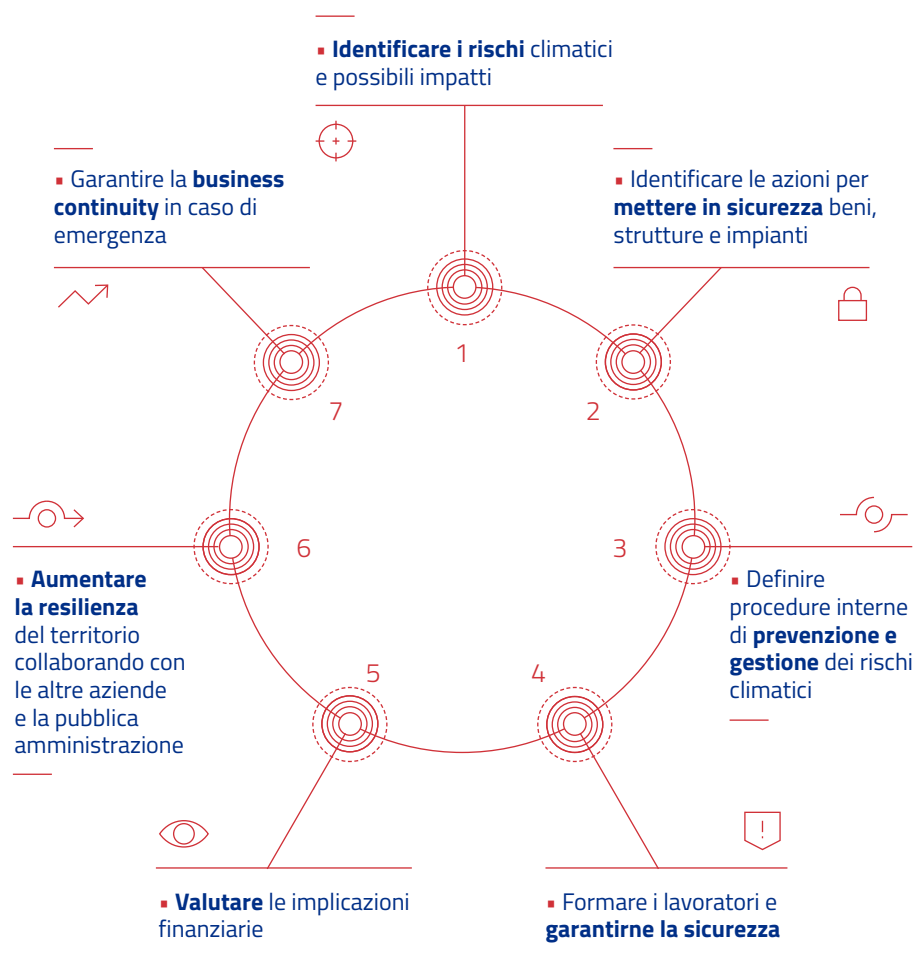 ▪ Identificare i rischi climatici
e possibili impatti
1
▪ Identificare le azioni per
mettere in sicurezza beni,
strutture e impianti
2
▪ Definire
procedure interne
di prevenzione e
gestione dei rischi
climatici
3
▪ Formare i lavoratori e
garantirne la sicurezza
4
▪ Valutare le implicazioni
finanziarie
5
▪ Aumentare
la resilienza
del territorio
collaborando con
le altre aziende
e la pubblica
amministrazione
6
▪ Garantire la business
continuity in caso di
emergenza
7